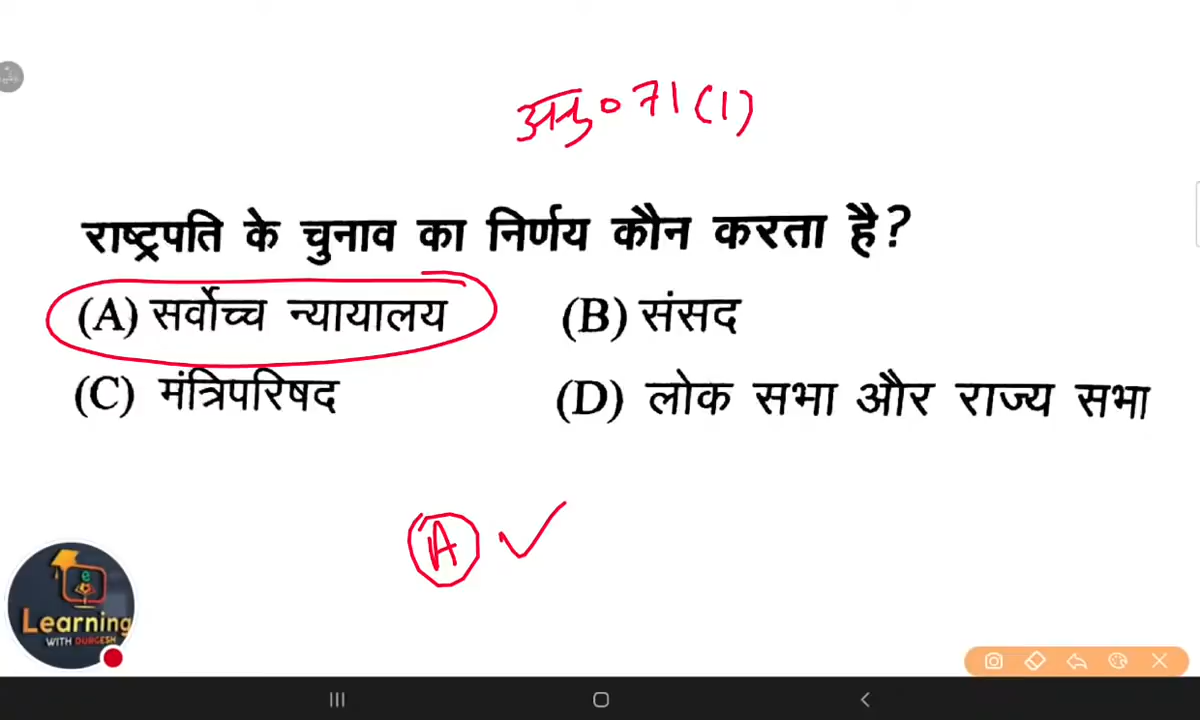 अनु० 71(1)
राष्ट्रपति के चुनाव का निर्णय कौन करता है?
(A) सर्वोच्च न्यायालय (B) संसद
(C) मंत्रिपरिषद (D) लोक सभा और राज्य सभा
A
e
Learning
WITH DURGESH